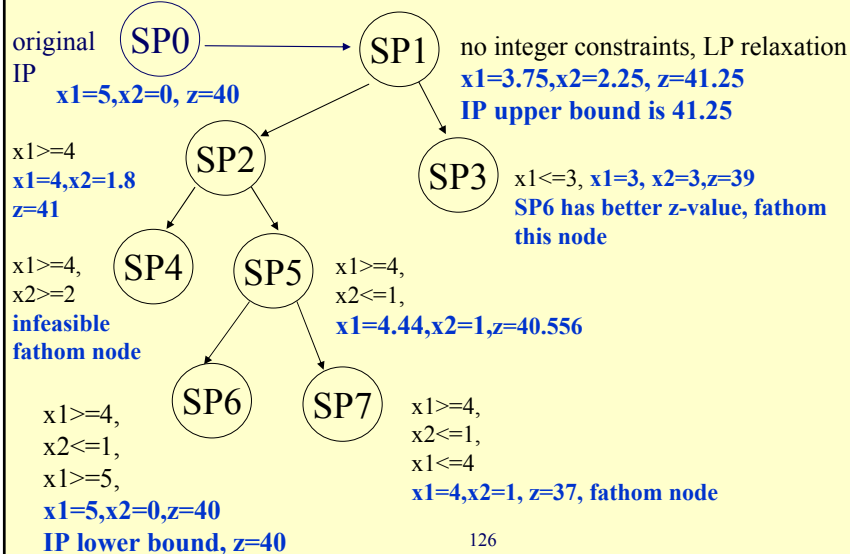 original
IP
SP0
x1=5,x2=0, z=40
SP1
no integer constraints, LP relaxation
x1=3.75,x2=2.25, z=41.25
IP upper bound is 41.25
x1>=4
x1=4,x2=1.8
z=41
SP2
SP3
x1<=3, x1=3, x2=3,z=39
SP6 has better z-value, fathom
this node
x1>=4,
x2>=2
infeasible
fathom node
SP4
SP5
x1>=4,
x2<=1,
x1=4.44,x2=1,z=40.556
x1>=4,
x2<=1,
x1>=5,
x1=5,x2=0,z=40
IP lower bound, z=40
SP6
SP7
x1>=4,
x2<=1,
x1<=4
x1=4,x2=1, z=37, fathom node
126